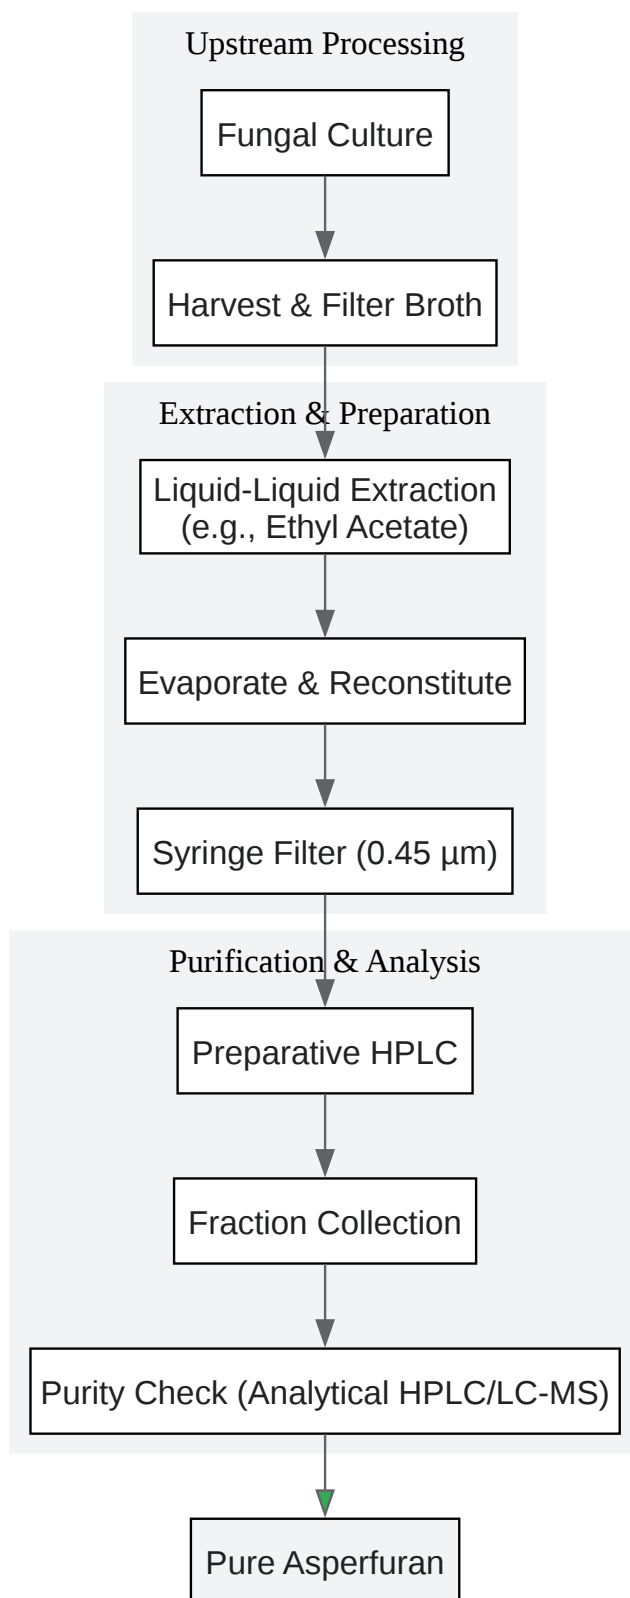 Upstream Processing
Fungal Culture
Harvest & Filter Broth
Extraction & Preparation
Liquid-Liquid Extraction
(e.g., Ethyl Acetate)
Evaporate & Reconstitute
Syringe Filter (0.45 µm)
Purification & Analysis
Preparative HPLC
Fraction Collection
Purity Check (Analytical HPLC/LC-MS)
Pure Asperfuran